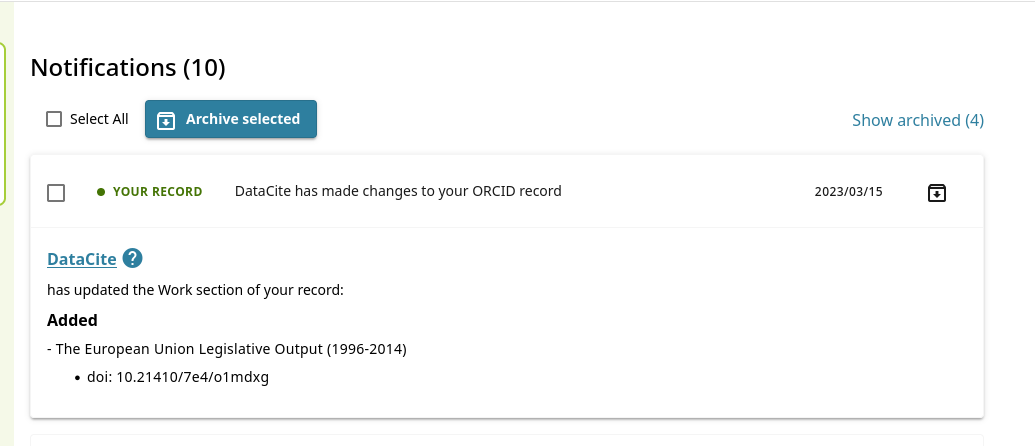 Notifications (10)
Select All
Archive selected
Show archived (4)
YOUR RECORD
DataCite has made changes to your ORCID record
2023/03/15
DataCite ?
has updated the Work section of your record:
Added
- The European Union Legislative Output (1996-2014)
• doi: 10.21410/7e4/o1mdxg